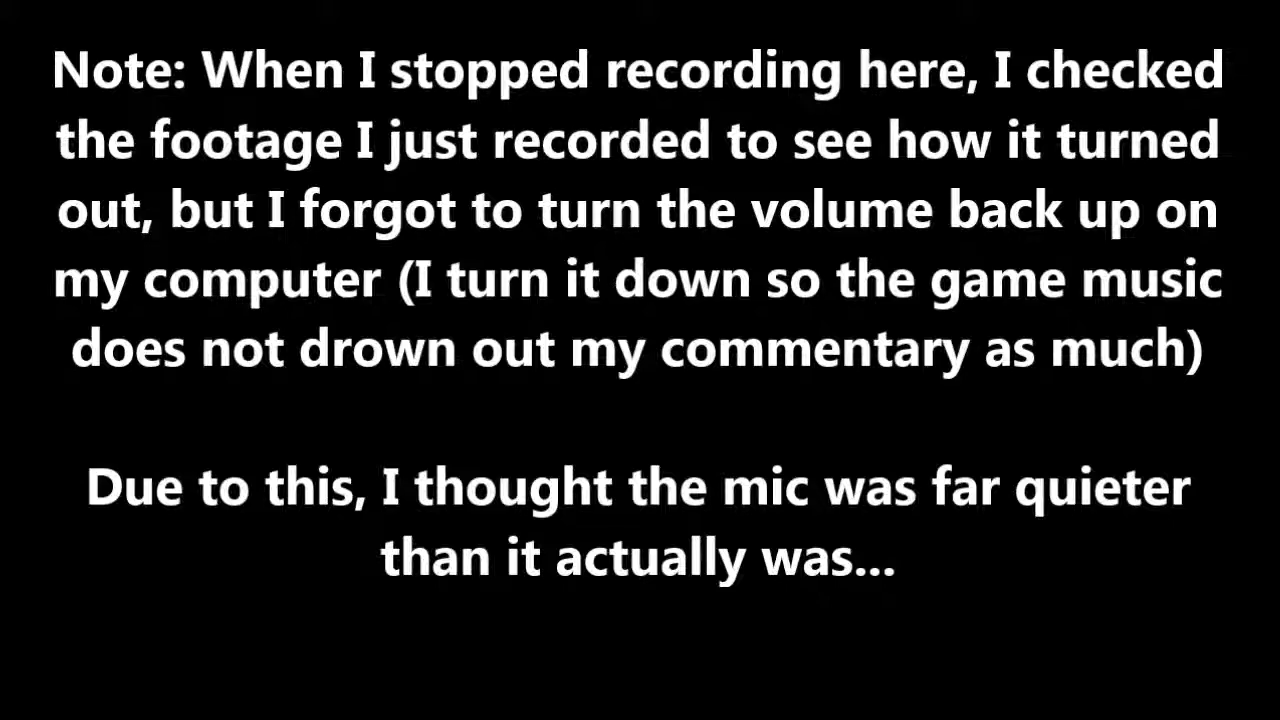 Note: When I stopped recording here, I checked
the footage I just recorded to see how it turned
out, but I forgot to turn the volume back up on
my computer (I turn it down so the game music
does not drown out my commentary as much)
Due to this, I thought the mic was far quieter
than it actually was...